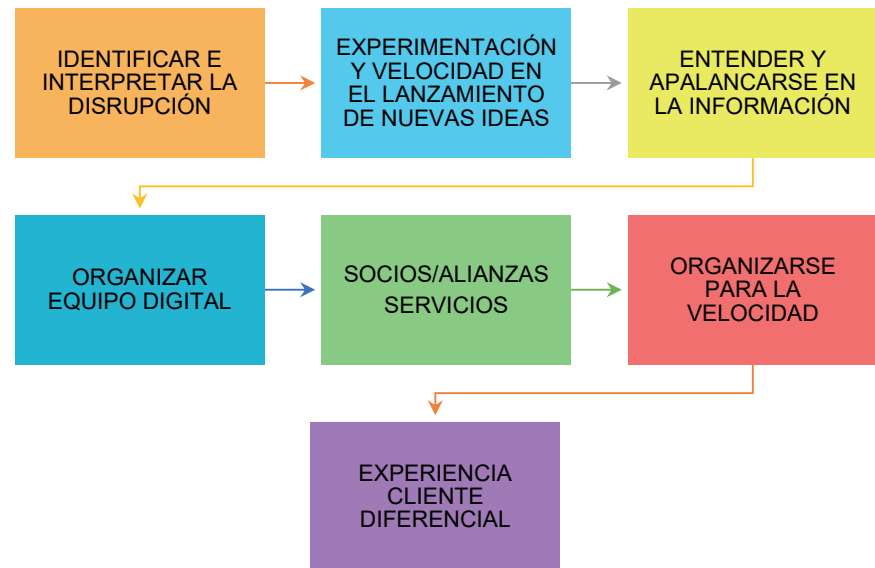 IDENTIFICAR E
INTERPRETAR LA
DISRUPCIÓN
EXPERIMENTACIÓN
Y VELOCIDAD EN
EL LANZAMIENTO
DE NUEVAS IDEAS
ENTENDER Y
APALANCARSE EN
LA INFORMACIÓN
ORGANIZAR
EQUIPO DIGITAL
SOCIOS/ALIANZAS
SERVICIOS
ORGANIZARSE
PARA LA
VELOCIDAD
EXPERIENCIA
CLIENTE
DIFERENCIAL